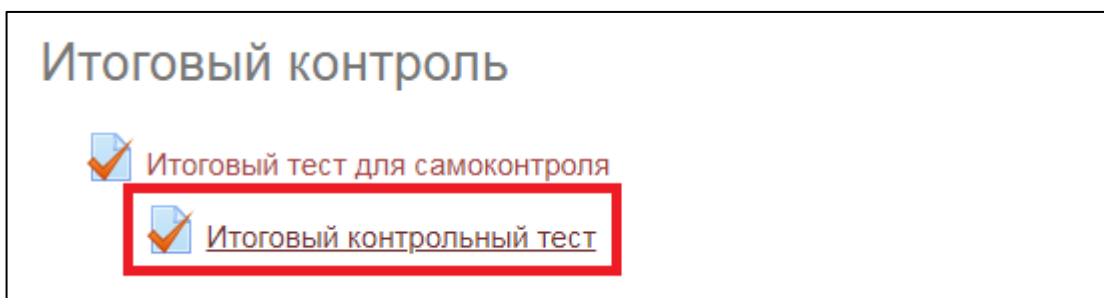 Итоговый контроль
Итоговый тест для самоконтроля
Итоговый контрольный тест